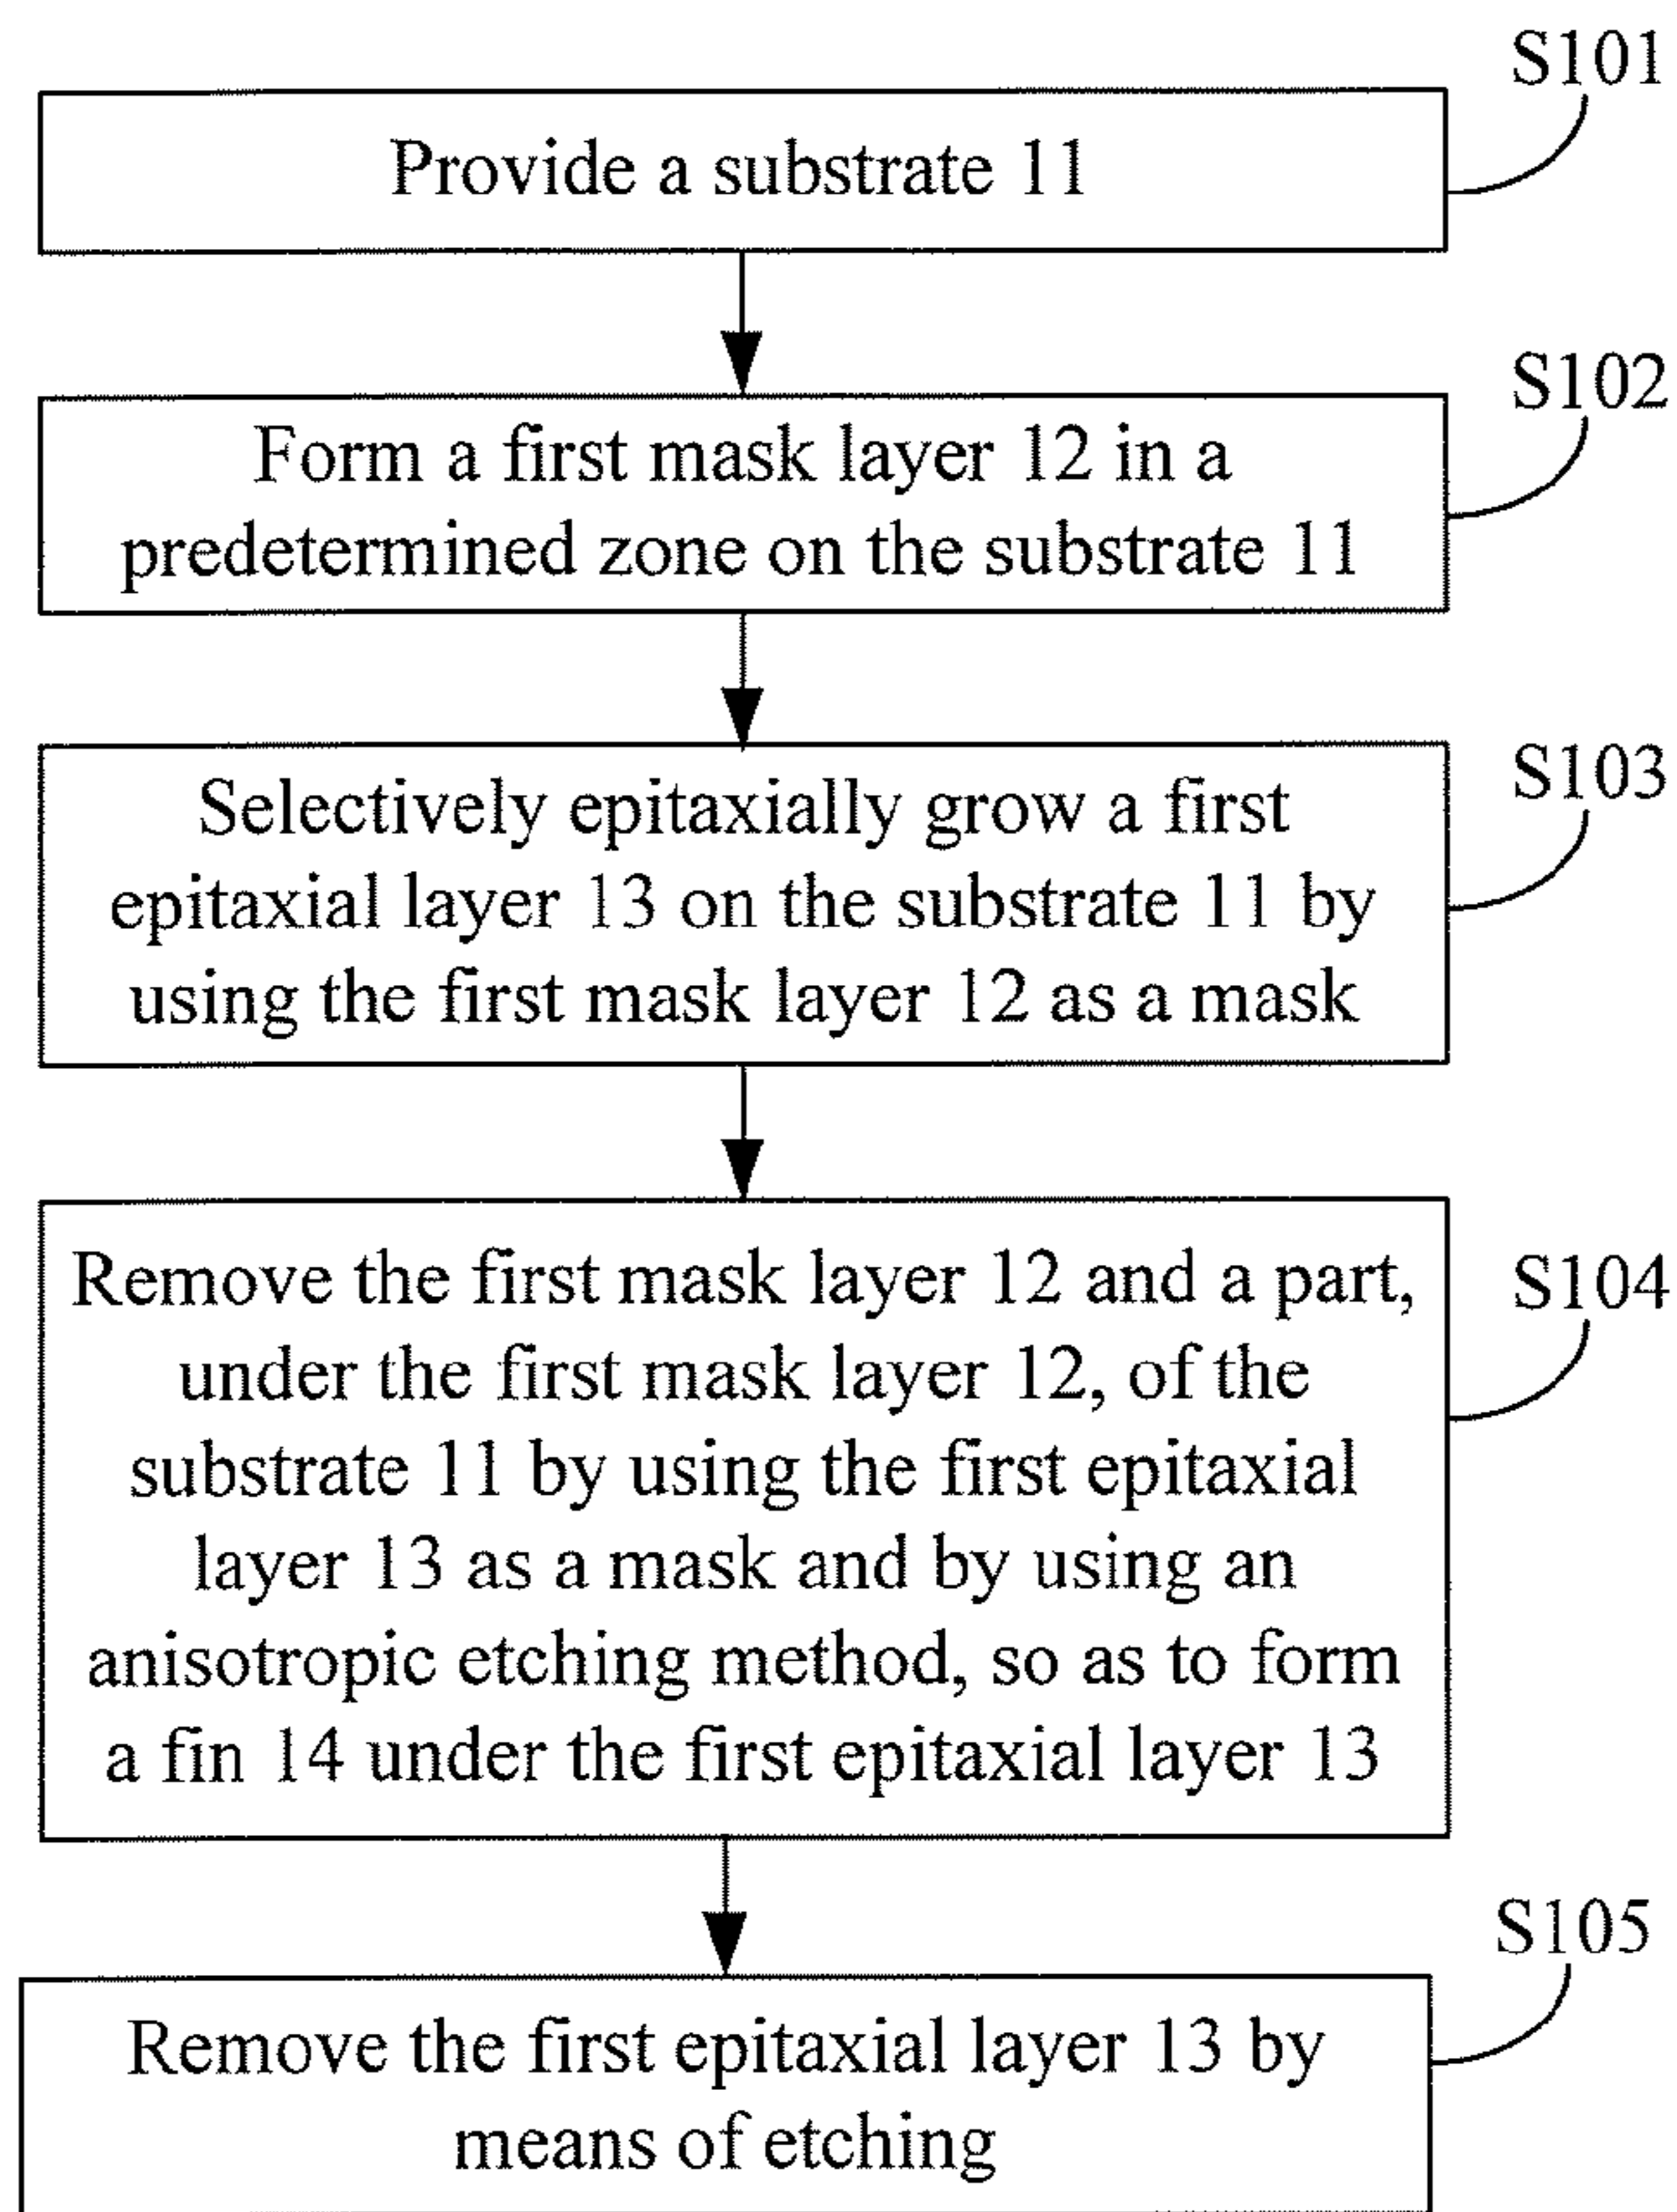 S101
Provide a substrate 11
S102
Form a first mask layer 12 in a
predetermined zone on the substrate 11
S103
Selectively epitaxially grow a first
epitaxial layer 13 on the substrate 11 by
using the first mask layer 12 as a mask
S104
Remove the first mask layer 12 and a part,
under the first mask layer 12, of the
substrate 11 by using the first epitaxial
layer 13 as a mask and by using an
anisotropic etching method, so as to form
a fin 14 under the first epitaxial layer 13
S105
Remove the first epitaxial layer 13 by
means of etching